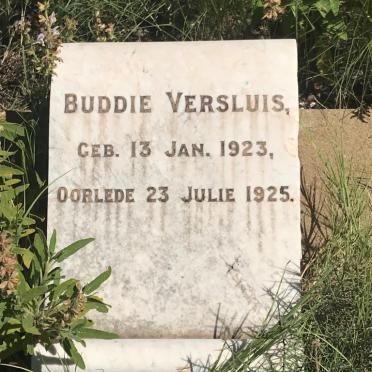 BUDDIE VERSLUIS,
GEB. 13 JAN. 1923,
OORLEDE 23 JULIE 1925.